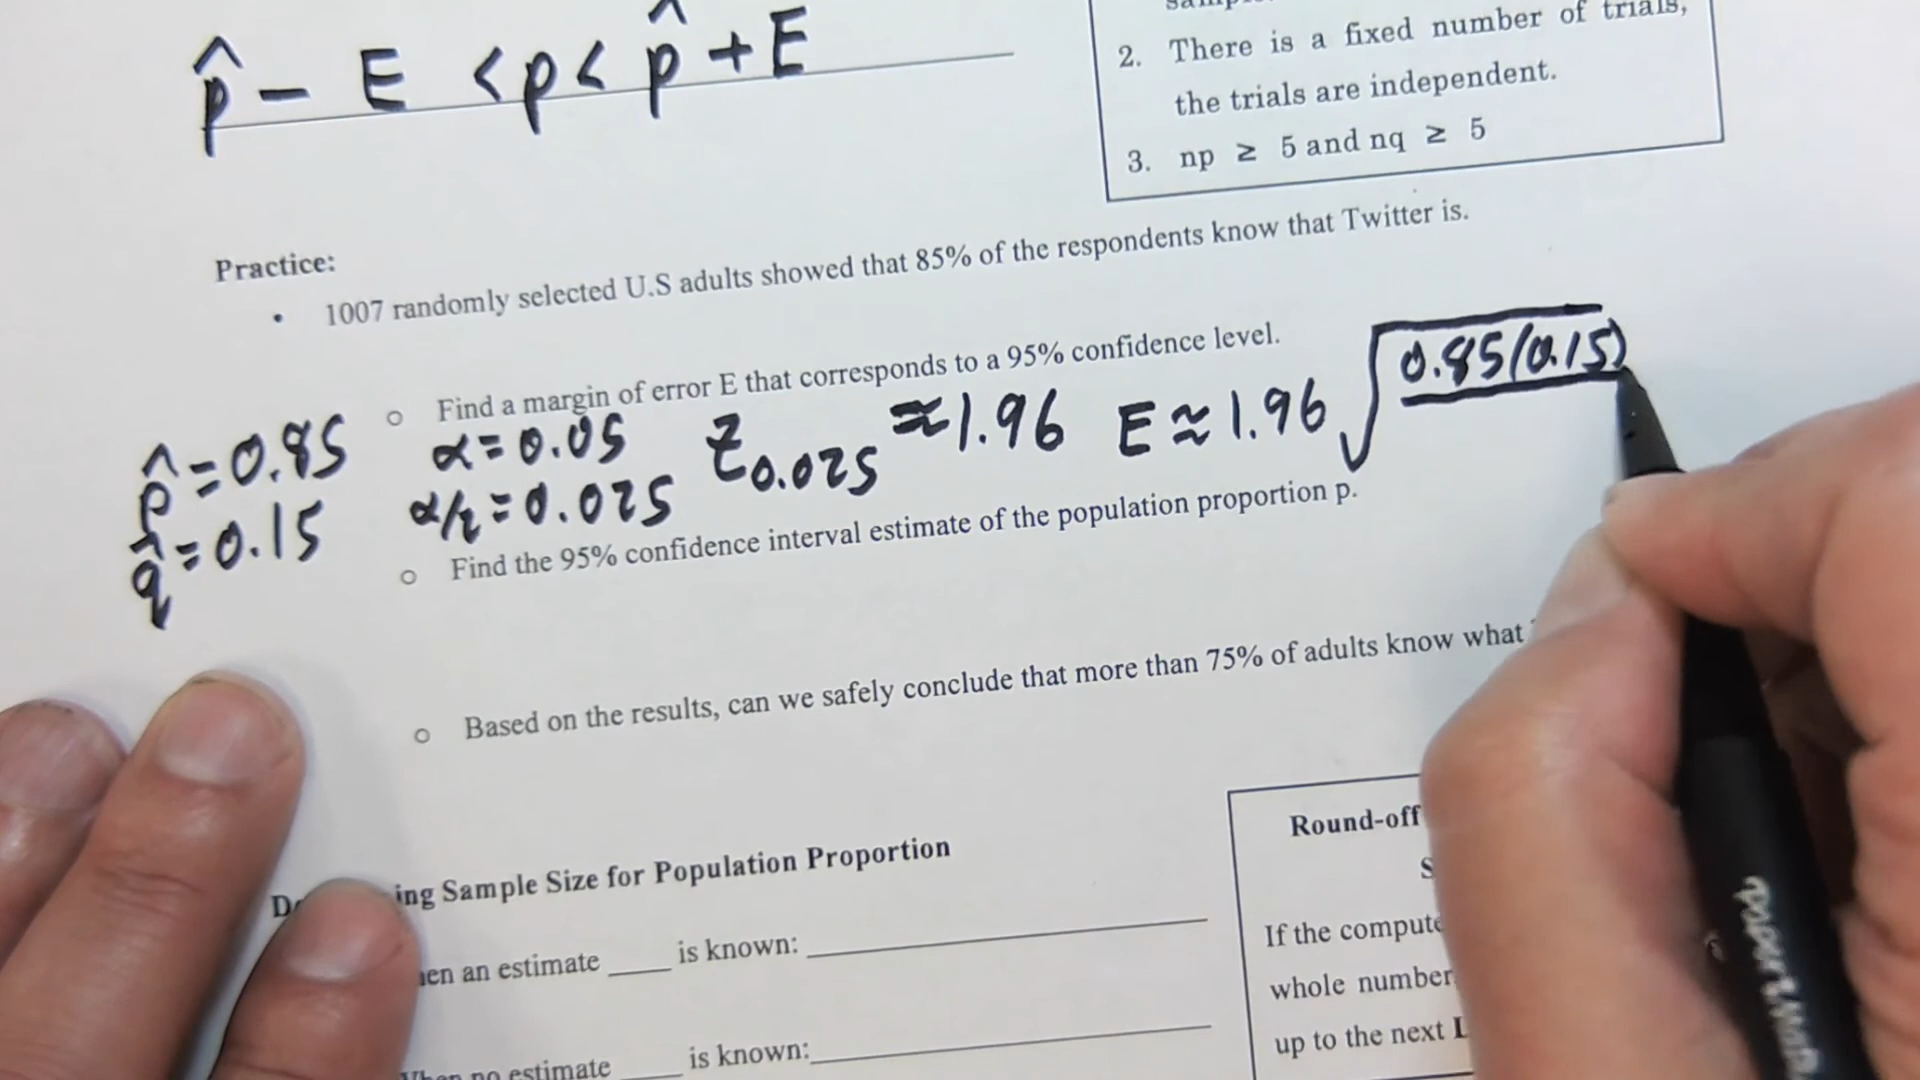 p̂ - E < p < p̂ + E
2. There is a fixed number of trials,
the trials are independent.
3. np ≥ 5 and nq ≥ 5
Practice:
• 1007 randomly selected U.S adults showed that 85% of the respondents know that Twitter is.
○ Find a margin of error E that corresponds to a 95% confidence level.
p̂ = 0.85 α = 0.05 Z0.025 ≈ 1.96 E ≈ 1.96 √0.85(0.15)
q̂ = 0.15 α/2 = 0.025
○ Find the 95% confidence interval estimate of the population proportion p.
○ Based on the results, can we safely conclude that more than 75% of adults know what
ing Sample Size for Population Proportion
an estimate ____ is known: ____
no estimate ____ is known: ____
Round-off
If the
whole number
up to the next